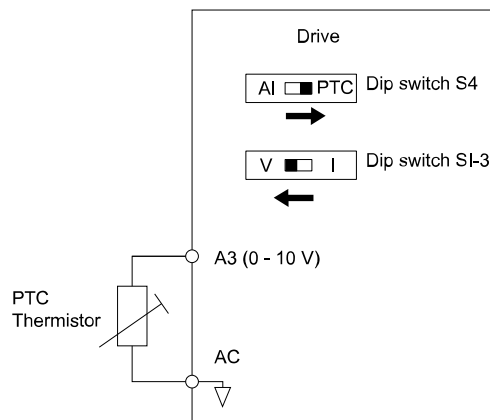 Drive
AI PTC Dip switch S4
V I Dip switch SI-3
A3 (0 - 10 V)
PTC
Thermistor
AC